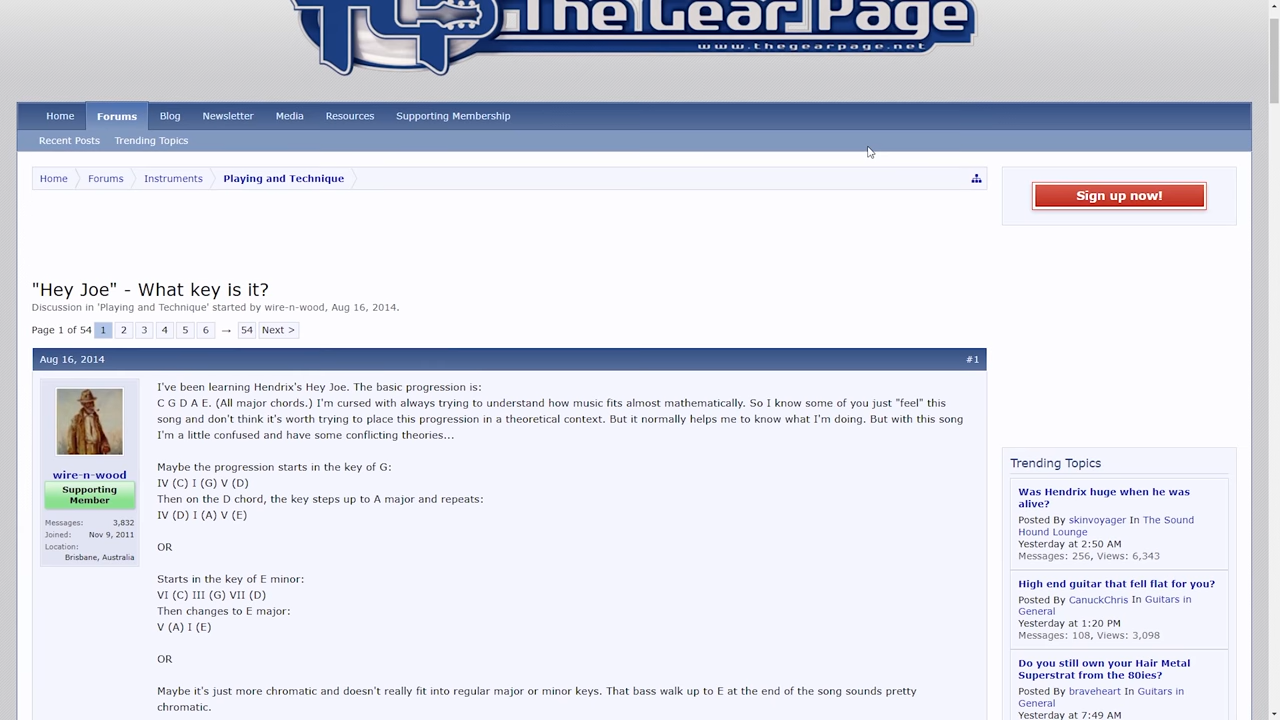 TGP The Gear Page
www.thegearpage.net
Home Forums Blog Newsletter Media Resources Supporting Membership
Recent Posts Trending Topics
Home Forums Instruments Playing and Technique
Sign up now!
"Hey Joe" - What key is it?
Discussion in 'Playing and Technique' started by wire-n-wood, Aug 16, 2014.
Page 1 of 54 1 2 3 4 5 6 → 54 Next >
Aug 16, 2014 #1
wire-n-wood
Supporting
Member
Messages: 3,832
Joined: Nov 9, 2011
Location:
Brisbane, Australia
I've been learning Hendrix's Hey Joe. The basic progression is:
C G D A E. (All major chords.) I'm cursed with always trying to understand how music fits almost mathematically. So I know some of you just "feel" this
song and don't think it's worth trying to place this progression in a theoretical context. But it normally helps me to know what I'm doing. But with this song
I'm a little confused and have some conflicting theories...
Maybe the progression starts in the key of G:
IV (C) I (G) V (D)
Then on the D chord, the key steps up to A major and repeats:
IV (D) I (A) V (E)
OR
Starts in the key of E minor:
VI (C) III (G) VII (D)
Then changes to E major:
V (A) I (E)
OR
Maybe it's just more chromatic and doesn't really fit into regular major or minor keys. That bass walk up to E at the end of the song sounds pretty
chromatic.
Trending Topics
Was Hendrix huge when he was
alive?
Posted By skinvoyager In The Sound
Hound Lounge
Yesterday at 2:50 AM
Messages: 256, Views: 6,343
High end guitar that fell flat for you?
Posted By CanuckChris In Guitars in
General
Yesterday at 1:20 PM
Messages: 108, Views: 3,098
Do you still own your Hair Metal
Superstrat from the 80ies?
Posted By braveheart In Guitars in
General
Yesterday at 7:49 AM